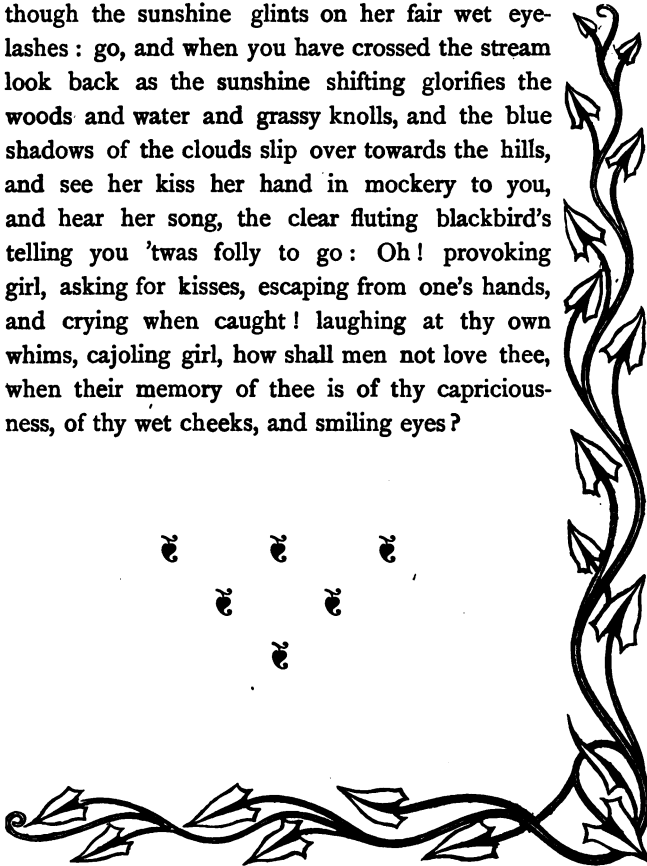 though the sunshine glints on her fair wet eye-
lashes : go, and when you have crossed the stream
look back as the sunshine shifting glorifies the
woods and water and grassy knolls, and the blue
shadows of the clouds slip over towards the hills,
and see her kiss her hand in mockery to you,
and hear her song, the clear fluting blackbird's
telling you 'twas folly to go : Oh ! provoking
girl, asking for kisses, escaping from one's hands,
and crying when caught ! laughing at thy own
whims, cajoling girl, how shall men not love thee,
when their memory of thee is of thy capricious-
ness, of thy wet cheeks, and smiling eyes ?